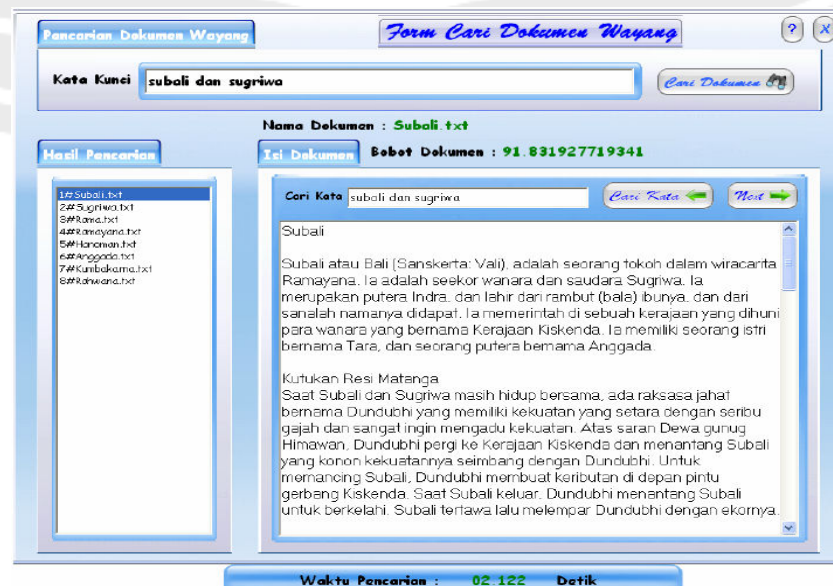 Pencarian Dokumen Wayang
Form Cari Dokumen Wayang
?
X
Kata Kunci
subali dan sugriwa
Cari Dokumen
Nama Dokumen : Subali.txt
Hasil Pencarian
Isi Dokumen
Bobot Dokumen : 91.831927719341
1#Subali.txt
2#Sugriwa.txt
3#Rama.txt
4#Ramayana.txt
5#Hanoman.txt
6#Anggada.txt
7#Kumbakarna.txt
8#Rahwana.txt
Cari Kata
subali dan sugriwa
Cari Kata
Next
Subali
Subali atau Bali (Sanskerta: Vali), adalah seorang tokoh dalam wiracarita
Ramayana. Ia adalah seekor wanara dan saudara Sugriwa. Ia
merupakan putera Indra, dan lahir dari rambut (bala) ibunya, dan dari
sanalah namanya didapat. Ia memerintah di sebuah kerajaan yang dihuni
para wanara yang bernama Kerajaan Kiskenda. Ia memiliki seorang istri
bernama Tara, dan seorang putera bernama Anggada.
Kutukan Resi Matanga
Saat Subali dan Sugriwa masih hidup bersama, ada raksasa jahat
bernama Dundubhi yang memiliki kekuatan yang setara dengan seribu
gajah dan sangat ingin mengadu kekuatan. Atas saran Dewa gunug
Himawan, Dundubhi pergi ke Kerajaan Kiskenda dan menantang Subali
yang konon kekuatannya seimbang dengan Dundubhi. Untuk
memancing Subali, Dundubhi membuat keributan di depan pintu
gerbang Kiskenda. Saat Subali keluar, Dundubhi menantang Subali
untuk berkelahi. Subali tertawa lalu melempar Dundubhi dengan ekornya.
Waktu Pencarian : 02.122 Detik